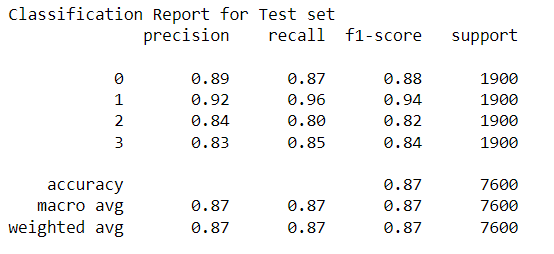 Classification Report for Test set
precision recall f1-score support
0 0.89 0.87 0.88 1900
1 0.92 0.96 0.94 1900
2 0.84 0.80 0.82 1900
3 0.83 0.85 0.84 1900
accuracy 0.87 7600
macro avg 0.87 0.87 0.87 7600
weighted avg 0.87 0.87 0.87 7600